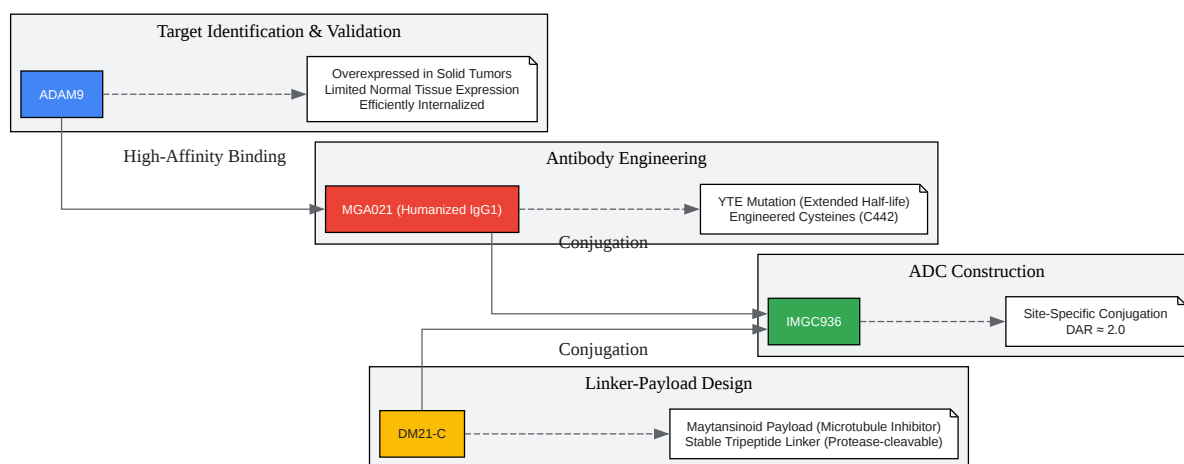 Target Identification & Validation
ADAM9
Overexpressed in Solid Tumors
Limited Normal Tissue Expression
Efficiently Internalized
High-Affinity Binding
Antibody Engineering
MGA021 (Humanized IgG1)
YTE Mutation (Extended Half-life)
Engineered Cysteines (C442)
Conjugation
ADC Construction
IMGC936
Site-Specific Conjugation
DAR ≈ 2.0
Conjugation
Linker-Payload Design
DM21-C
Maytansinoid Payload (Microtubule Inhibitor)
Stable Tripeptide Linker (Protease-cleavable)